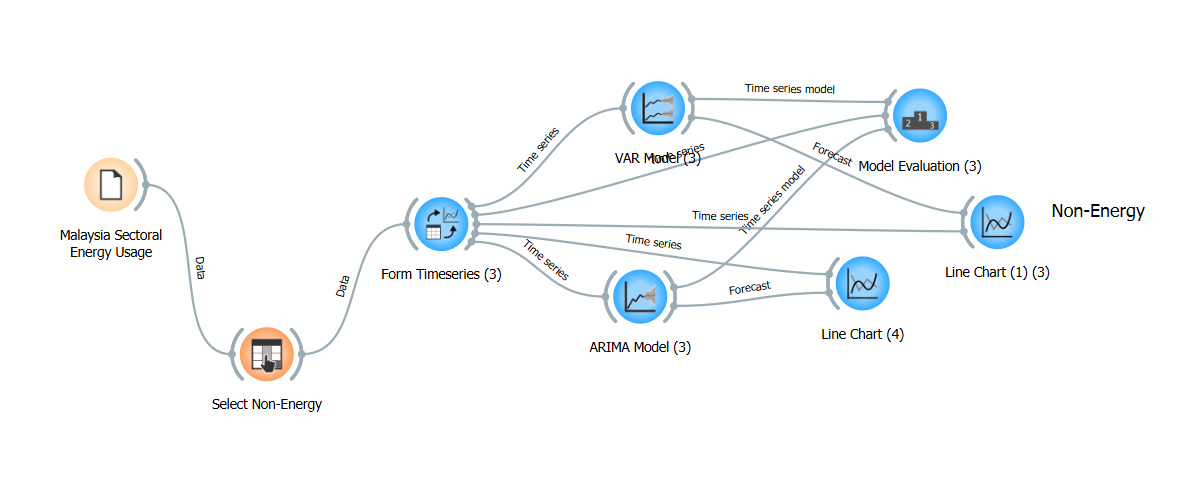 Time series model
Time series
VAR Model (3)
Time series
Forecast
Model Evaluation (3)
Time series model
Non-Energy
Time series
Malaysia Sectoral
Energy Usage
Data
Form Timeseries (3)
Time series
Time series
Line Chart (1) (3)
Data
Forecast
Line Chart (4)
ARIMA Model (3)
Select Non-Energy
1
2
3